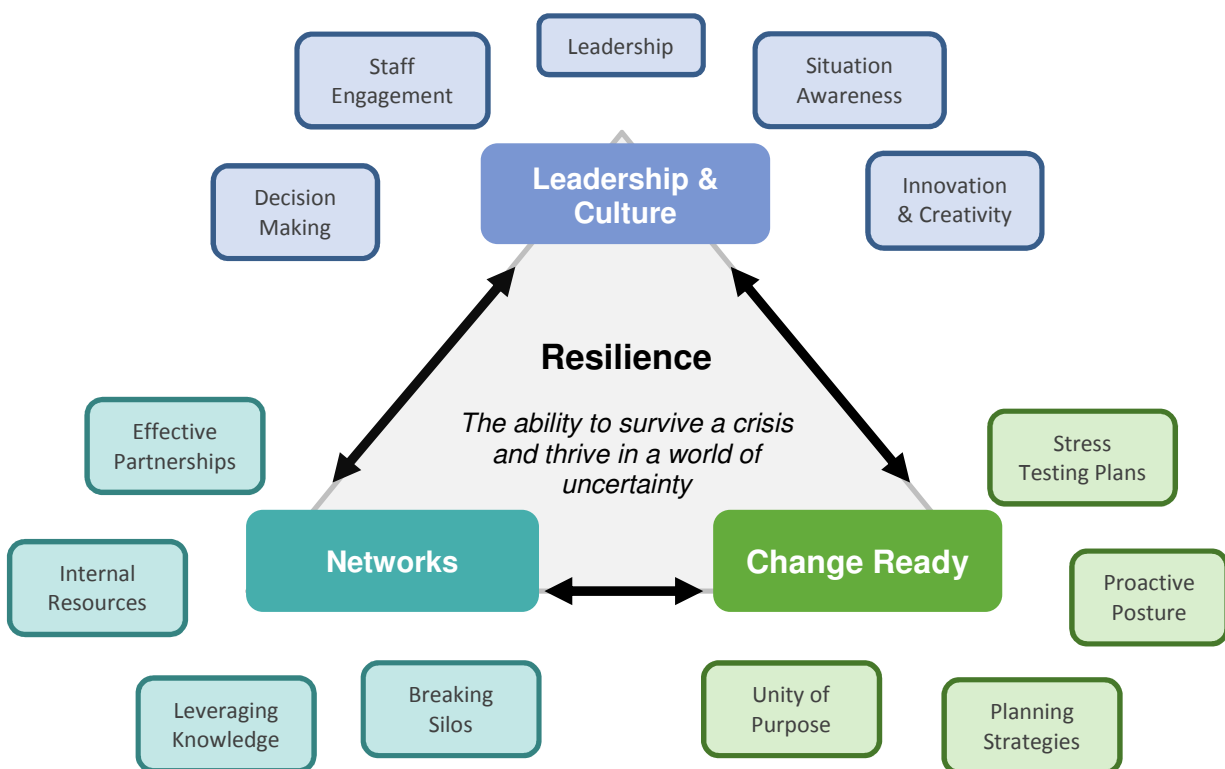 Leadership
Staff
Engagement
Situation
Awareness
Decision
Making
Leadership &
Culture
Innovation
& Creativity
Resilience
The ability to survive a crisis
and thrive in a world of
uncertainty
Effective
Partnerships
Stress
Testing Plans
Networks
Change Ready
Internal
Resources
Proactive
Posture
Leveraging
Knowledge
Breaking
Silos
Unity of
Purpose
Planning
Strategies